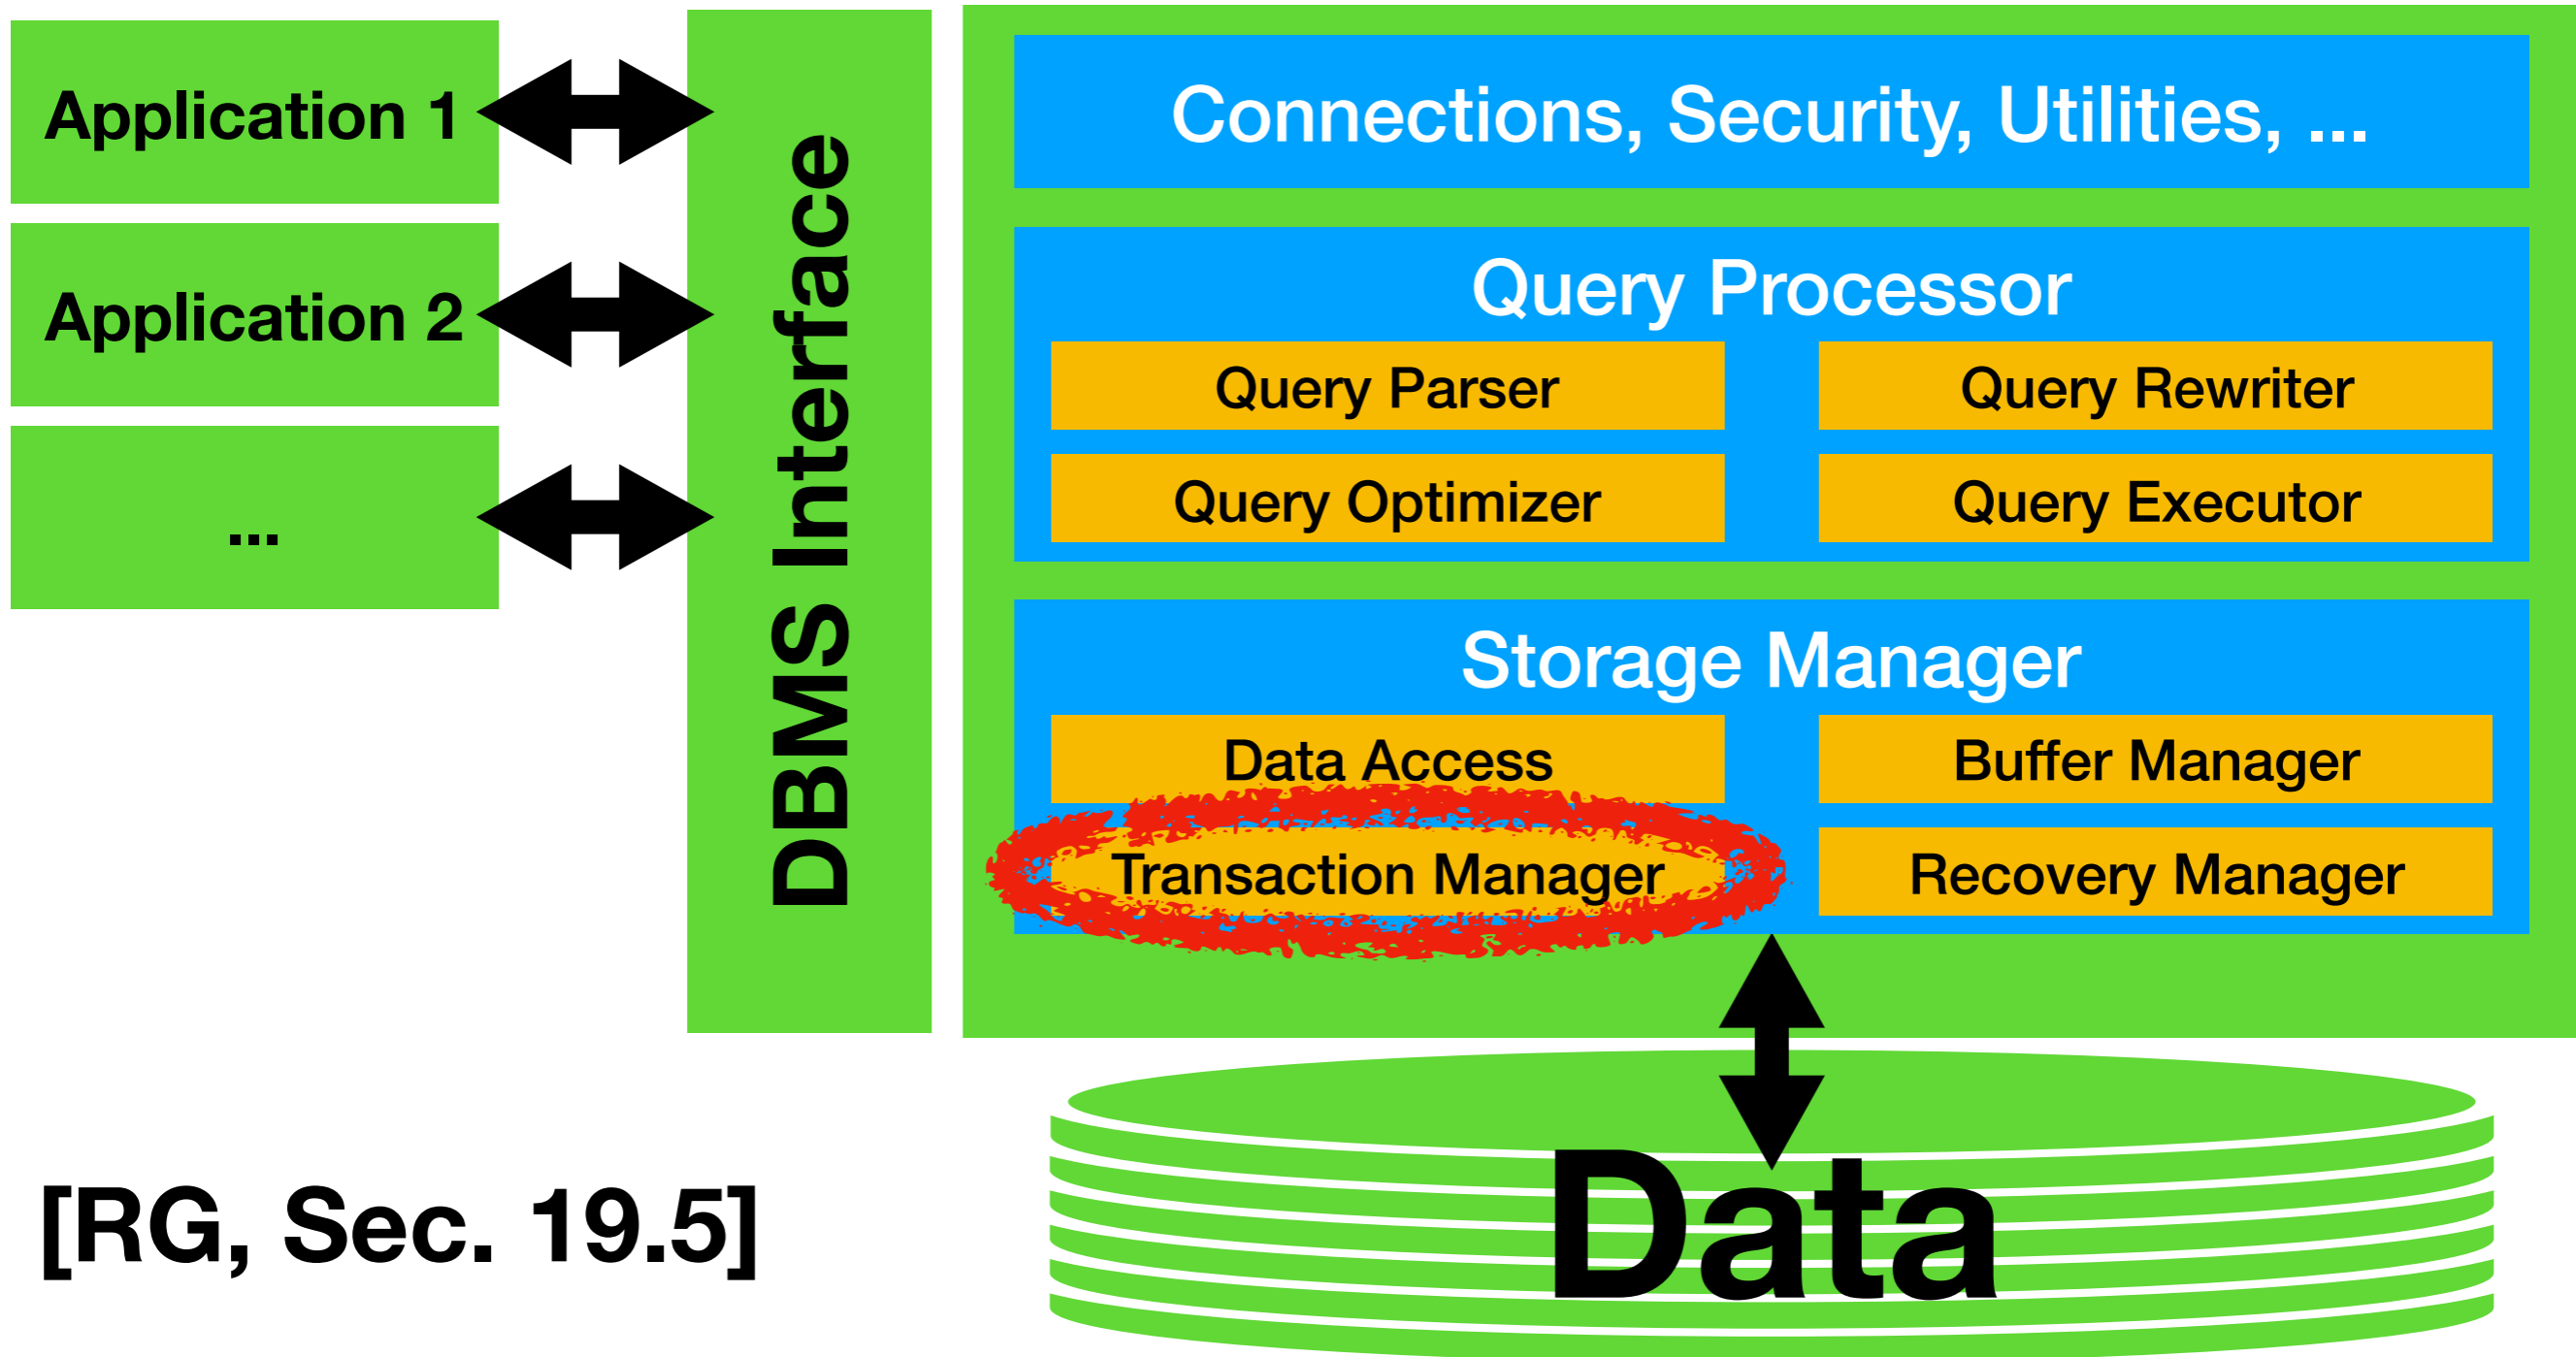 Application 1
Application 2
...
DBMS Interface
Connections, Security, Utilities, ...
Query Processor
Query Parser
Query Rewriter
Query Optimizer
Query Executor
Storage Manager
Data Access
Buffer Manager
Transaction Manager
Recovery Manager
Data
[RG, Sec. 19.5]